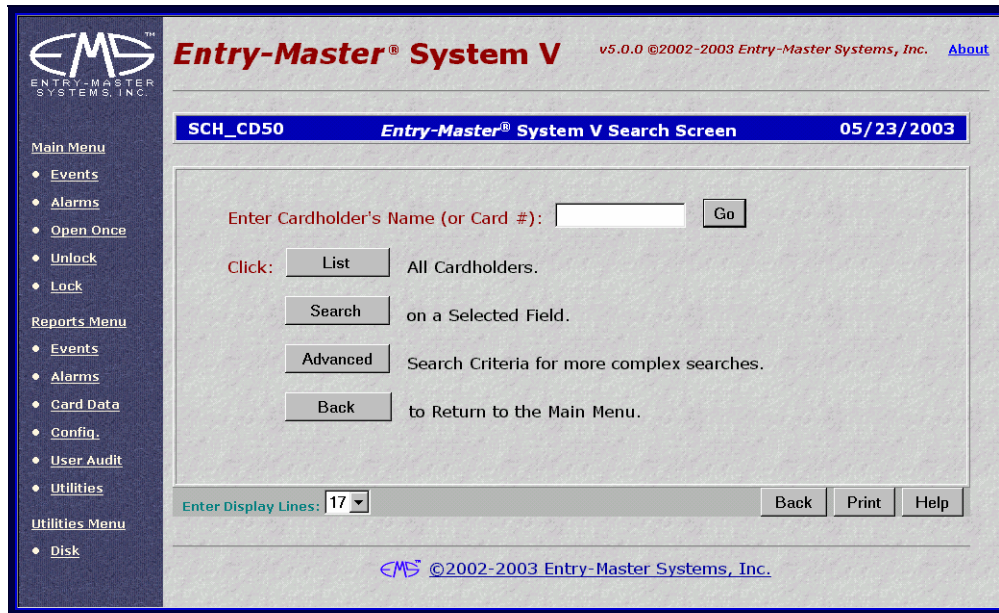 EMS™
ENTRY-MASTER
SYSTEMS, INC.
Entry-Master® System V
v5.0.0 ©2002-2003 Entry-Master Systems, Inc.
About
SCH_CD50
Entry-Master® System V Search Screen
05/23/2003
Main Menu
• Events
• Alarms
• Open Once
• Unlock
• Lock
Reports Menu
• Events
• Alarms
• Card Data
• Config.
• User Audit
• Utilities
Utilities Menu
• Disk
Enter Cardholder's Name (or Card #): Go
Click: List All Cardholders.
Search on a Selected Field.
Advanced Search Criteria for more complex searches.
Back to Return to the Main Menu.
Enter Display Lines: 17
Back Print Help
EMS ©2002-2003 Entry-Master Systems, Inc.